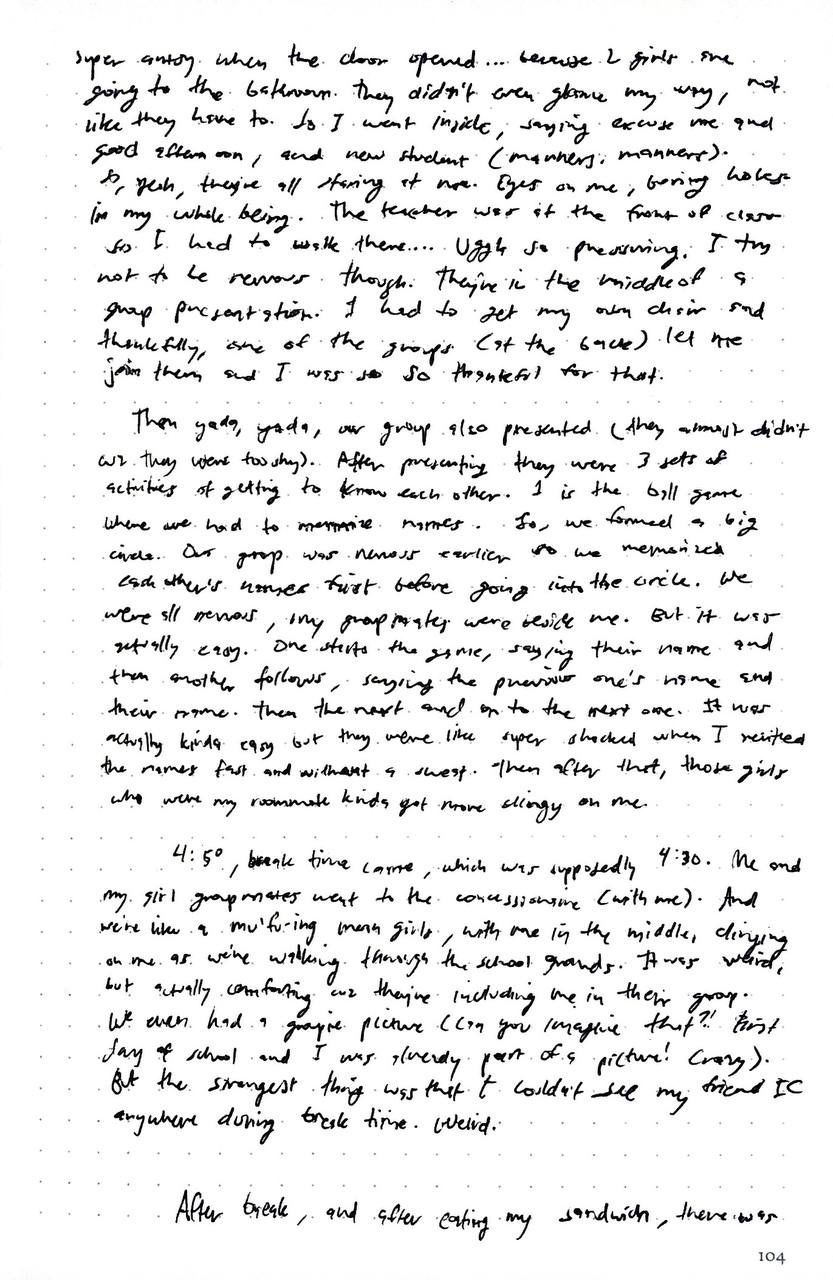 super antsy when the door opened... because 2 girls are
going to the bathroom. They didn't even glance my way, not
like they have to. So I went inside, saying excuse me and
good afternoon, and new student (manners, manners).
So, yeah, they're all staring at me. Eyes on me, boring holes
in my whole being. The teacher was at the front of class
so I had to walk there.... Uggh so pressuring. I try
not to be nervous though. They're in the middle of a
group presentation. I had to get my own chair and
thankfully, one of the groups (at the back) let me
join them and I was so so thankful for that.
Then yada, yada, our group also presented (they almost didn't
cuz they were too shy). After presenting they were 3 sets of
activities of getting to know each other. 1 is the ball game
where we had to memorize names. So, we formed a big
circle. Our group was nervous earlier so we memorized
each other's names first before going into the circle. We
were all nervous, my groupmates were beside me. But it was
actually easy. One starts the game, saying their name and
then another follows, saying the previous one's name and
their name. Then the next and on to the next one. It was
actually kinda easy but they were like super shocked when I recited
the names fast and without a sweat. Then after that, those girls
who were my roommate kinda got more clingy on me.
4:50, break time came, which was supposedly 4:30. Me and
my girl groupmates went to the concessionaire (with me). And
we're like a mu'fu'ing mean girls, with me in the middle, clinging
on me as we're walking through the school grounds. It was weird,
but actually comforting cuz they're including me in their group.
We even had a groupie picture (Can you imagine that?! First
day of school and I was already part of a picture! Crazy).
But the strangest thing was that I couldn't see my friend IC
anywhere during break time. Weird.
After break, and after eating my sandwich, there was
104